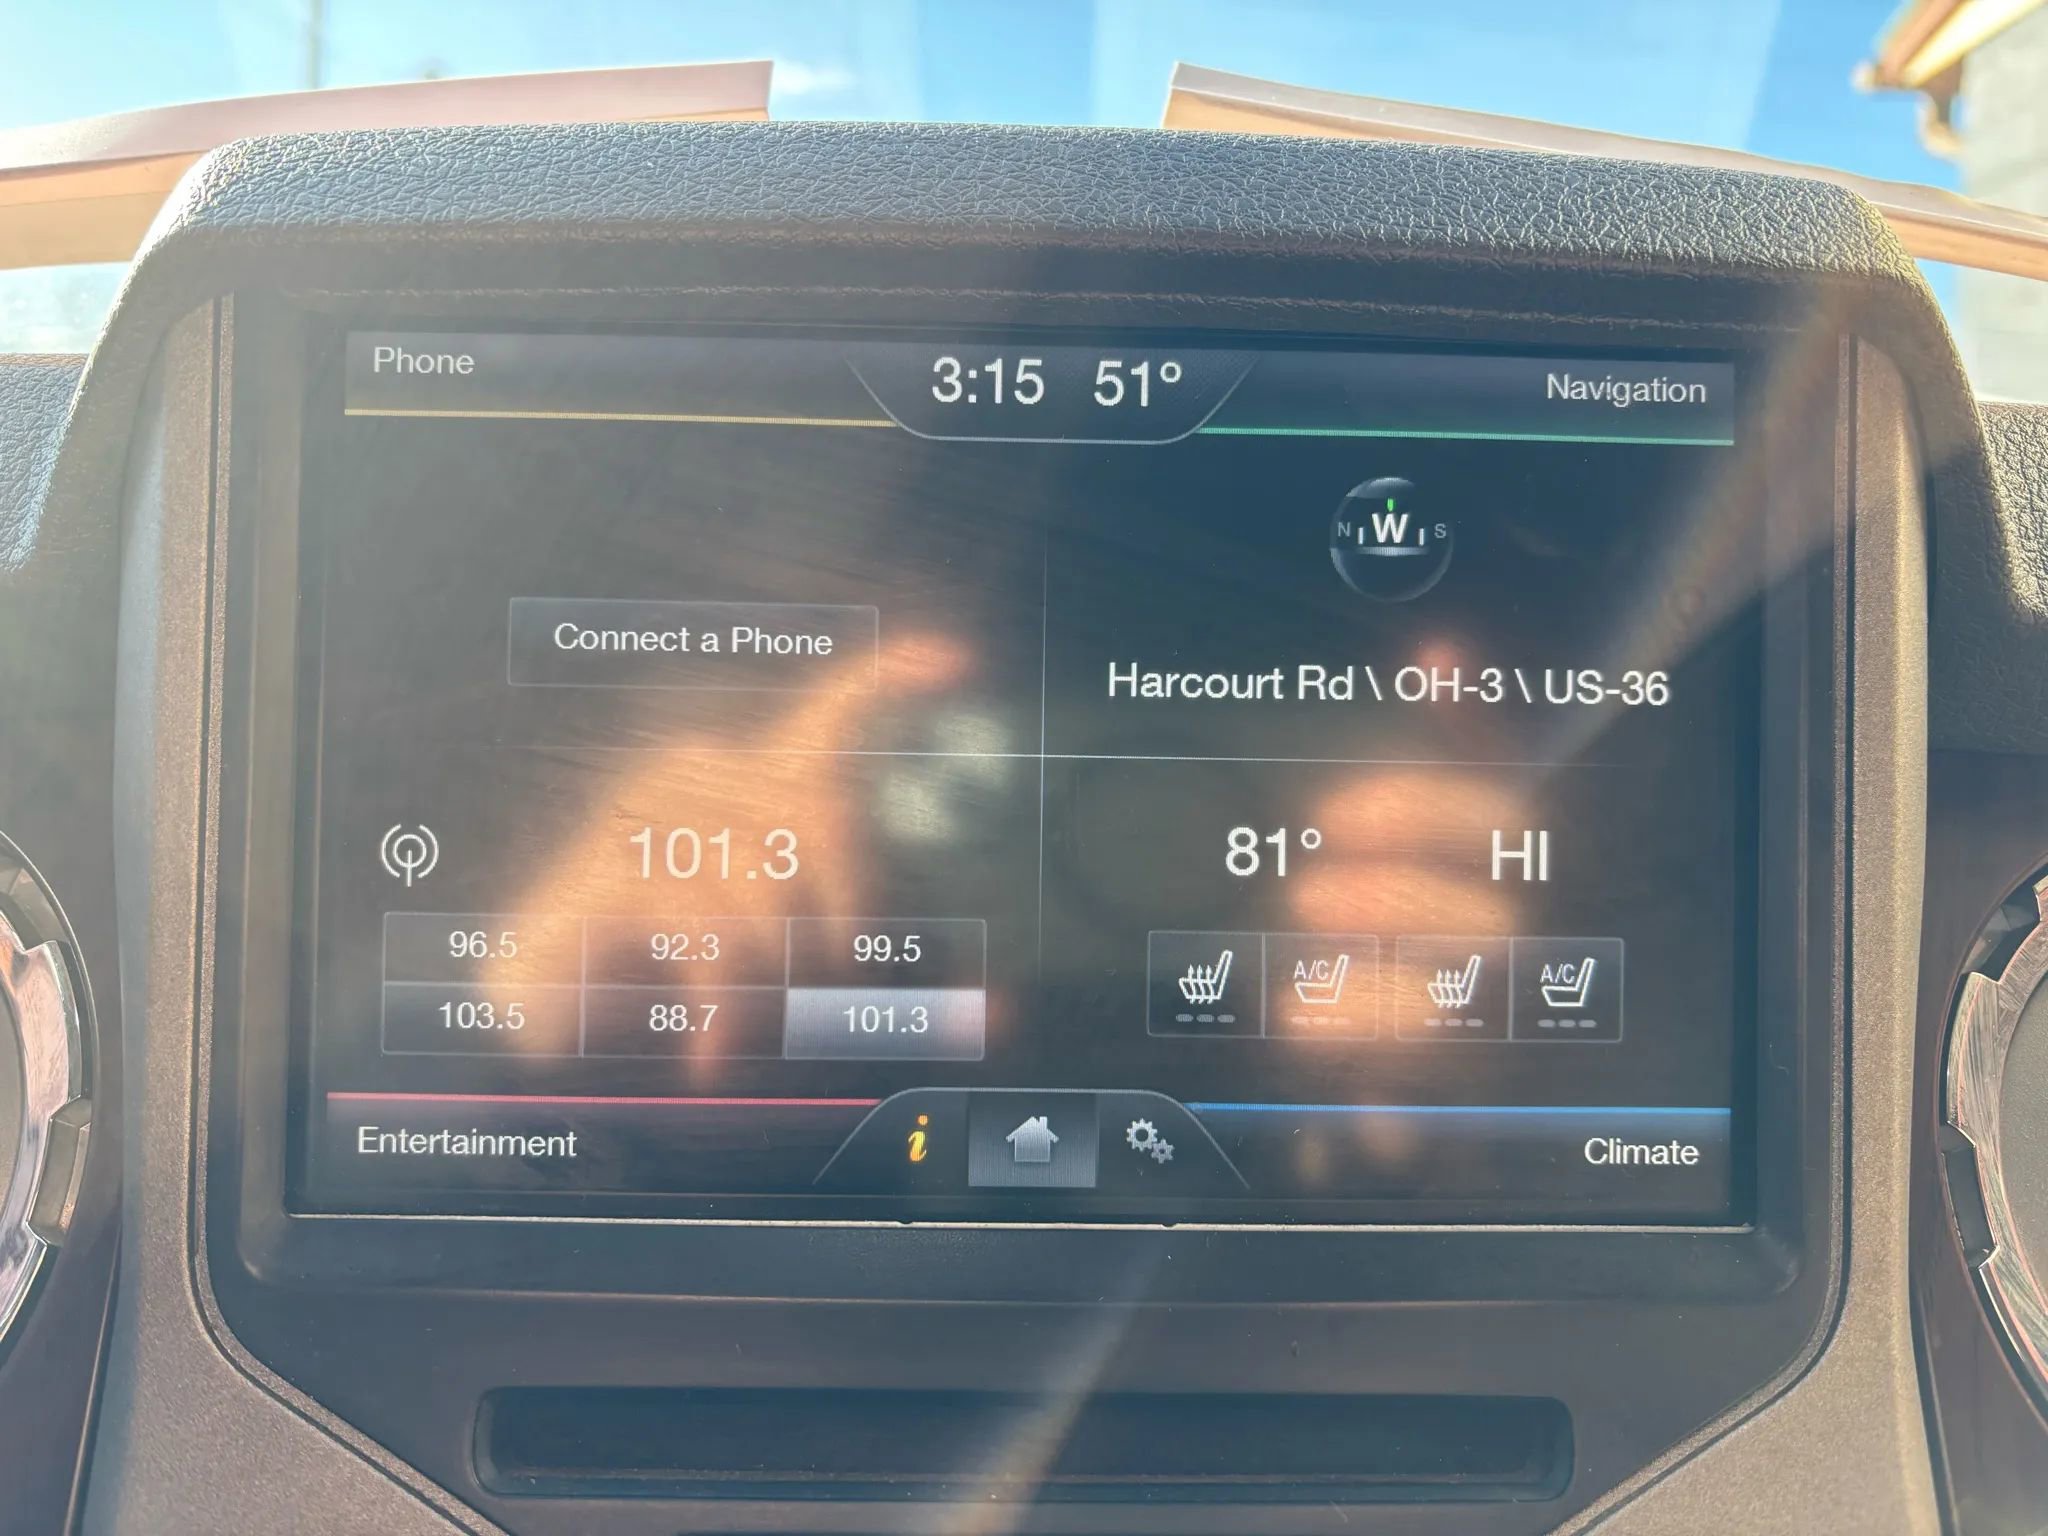 Phone
3:15 51°
Navigation
N W S
Connect a Phone
Harcourt Rd \ OH-3 \ US-36
101.3
81° HI
96.5 92.3 99.5
103.5 88.7 101.3
A/C A/C
Entertainment
i
Climate